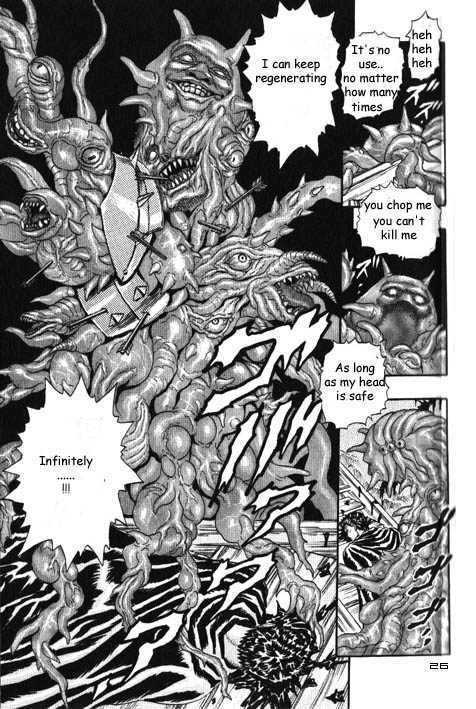 heh
heh
heh
It's no
use..
no matter
how many
times
you chop me
you can't
kill me
As long
as my head
is safe
I can keep
regenerating
Infinitely
......
!!!
26